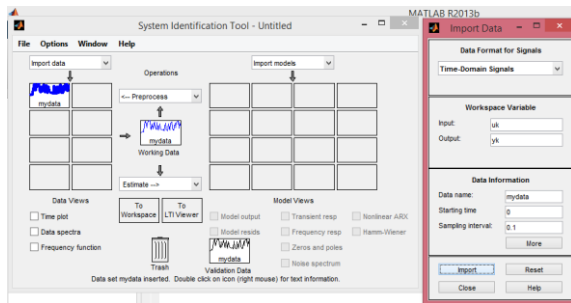 MATLAB R2013b
System Identification Tool - Untitled
File Options Window Help
Import data
Import models
Operations
<-- Preprocess
mydata
mydata
Working Data
Estimate -->
Data Views
To Workspace
To LTI Viewer
Model Views
Time plot
Data spectra
Frequency function
Model output
Transient resp
Nonlinear ARX
Model resids
Frequency resp
Hamm-Wiener
Zeros and poles
Noise spectrum
Trash
mydata
Validation Data
Data set mydata inserted. Double click on icon (right mouse) for text information.
Import Data
Data Format for Signals
Time-Domain Signals
Workspace Variable
Input: uk
Output: yk
Data Information
Data name: mydata
Starting time 0
Sampling interval: 0.1
More
Import Reset
Close Help